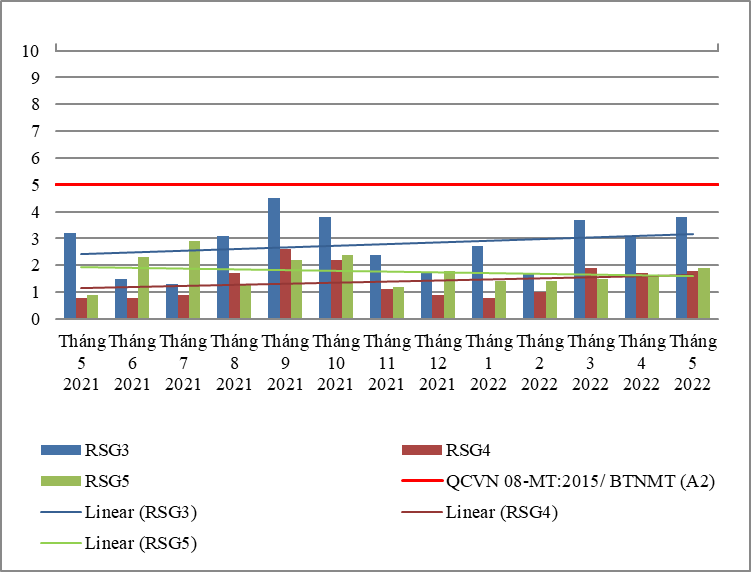 10
9
8
7
6
5
4
3
2
1
0
Tháng Tháng Tháng Tháng Tháng Tháng Tháng Tháng Tháng Tháng Tháng Tháng Tháng
5 6 7 8 9 10 11 12 1 2 3 4 5
2021 2021 2021 2021 2021 2021 2021 2021 2022 2022 2022 2022 2022
RSG3 RSG4
RSG5 QCVN 08-MT:2015/ BTNMT (A2)
Linear (RSG3) Linear (RSG4)
Linear (RSG5)